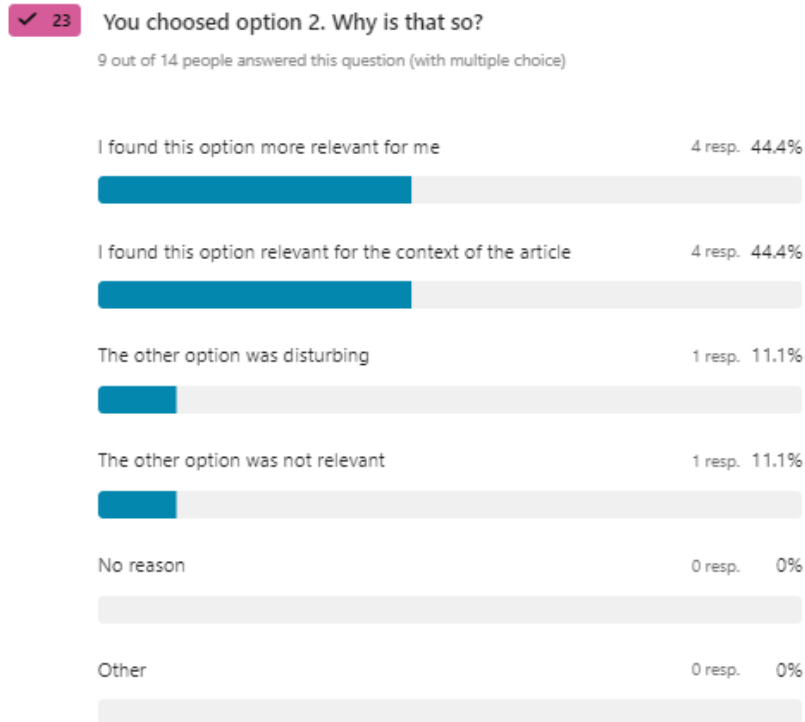 23 You choosed option 2. Why is that so?
9 out of 14 people answered this question (with multiple choice)
I found this option more relevant for me 4 resp. 44.4%
I found this option relevant for the context of the article 4 resp. 44.4%
The other option was disturbing 1 resp. 11.1%
The other option was not relevant 1 resp. 11.1%
No reason 0 resp. 0%
Other 0 resp. 0%